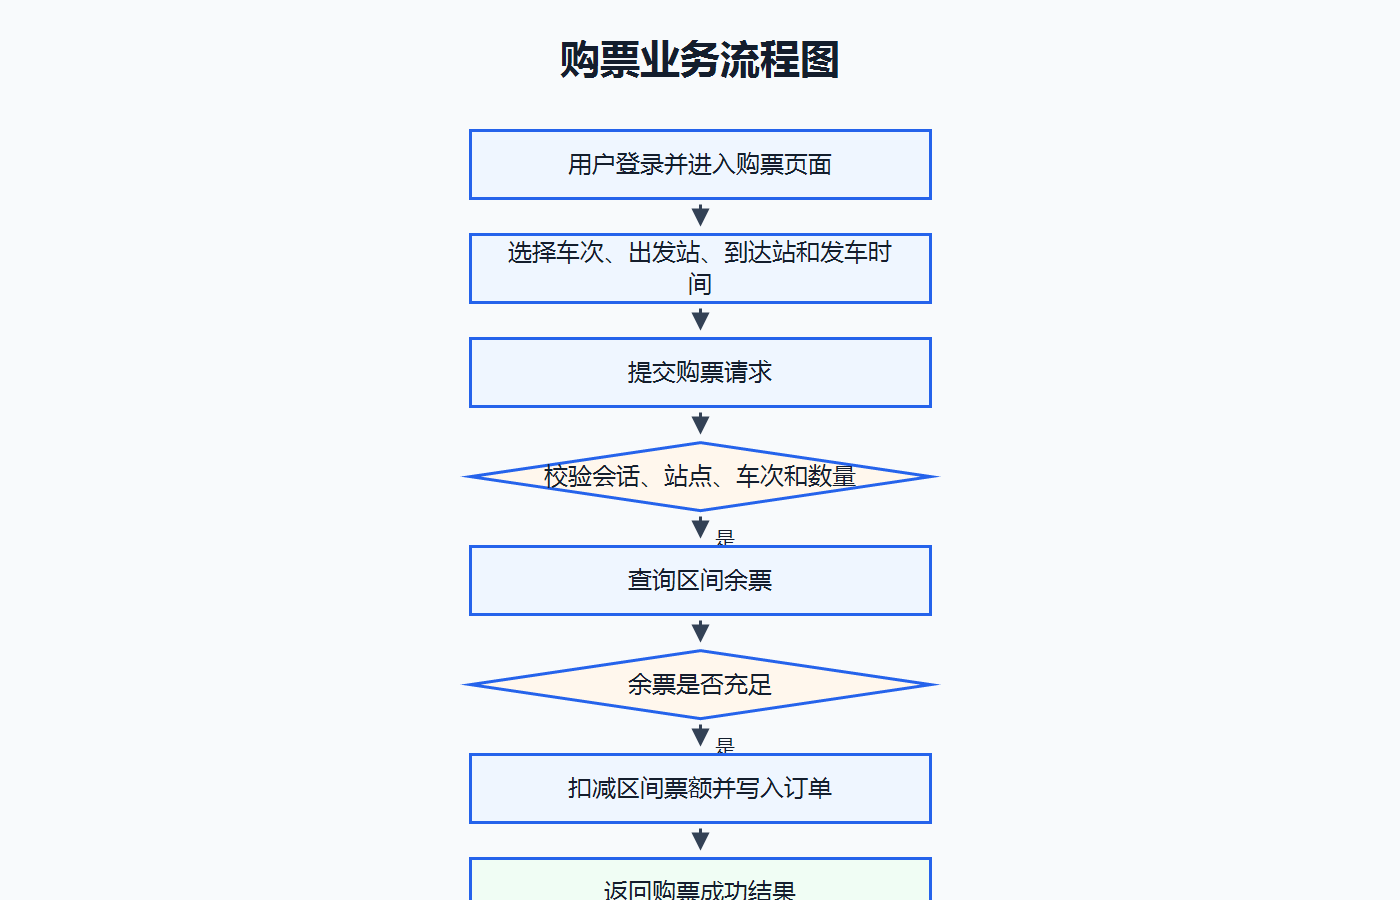 购票业务流程图
用户登录并进入购票页面
选择车次、出发站、到达站和发车时
间
提交购票请求
校验会话、站点、车次和数量
是
查询区间余票
余票是否充足
是
扣减区间票额并写入订单
返回购票成功结果